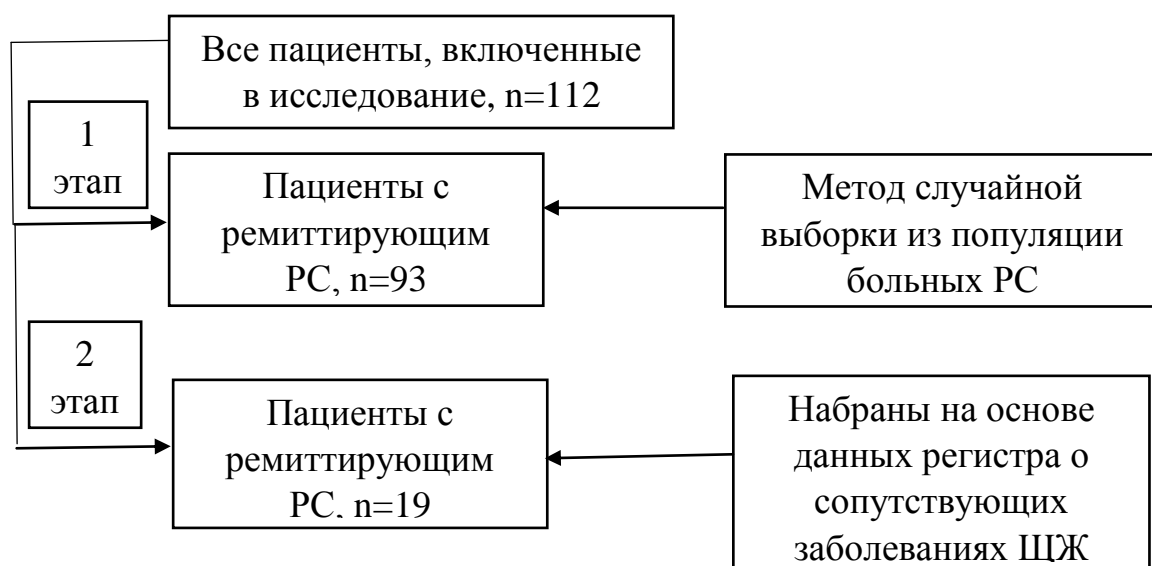 Все пациенты, включенные
в исследование, n=112
1
этап
Пациенты с
ремиттирующим
РС, n=93
Метод случайной
выборки из популяции
больных РС
2
этап
Пациенты с
ремиттирующим
РС, n=19
Набраны на основе
данных регистра о
сопутствующих
заболеваниях ЩЖ